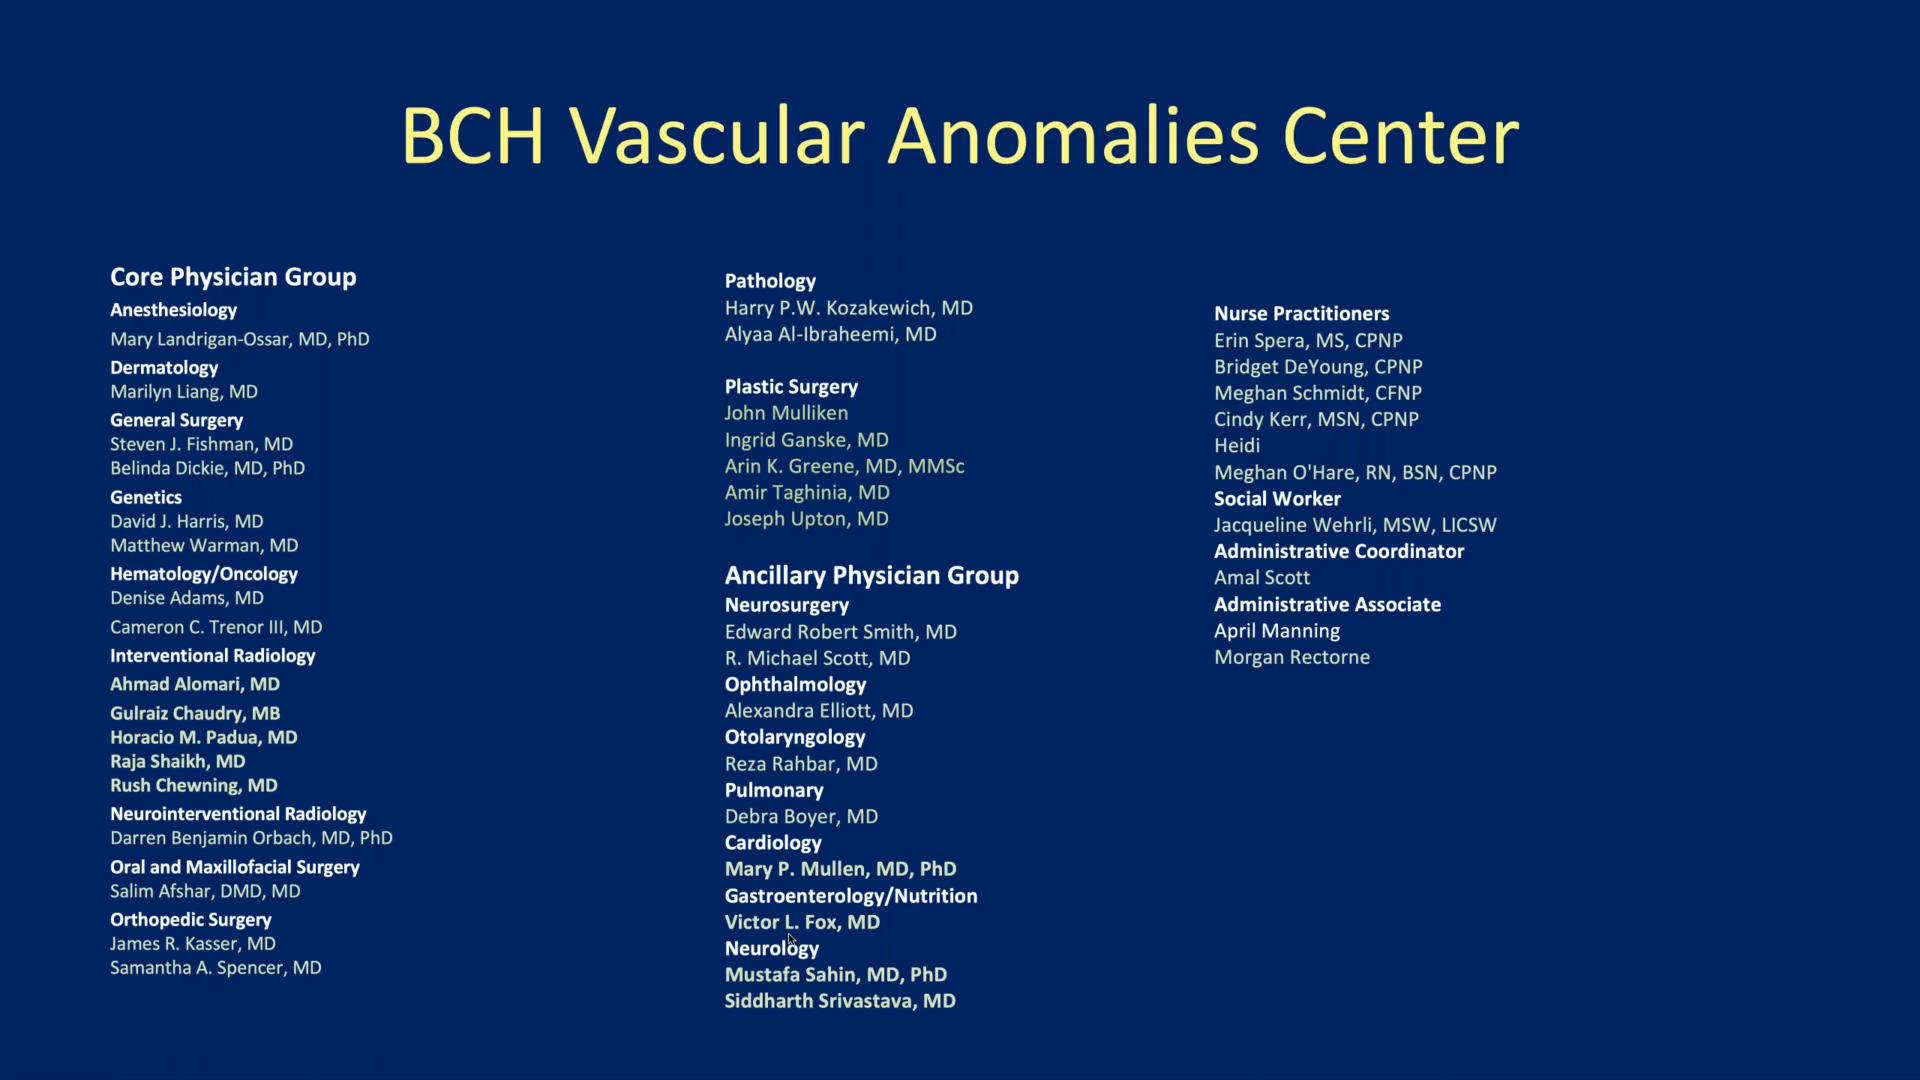 BCH Vascular Anomalies Center
Core Physician Group
Anesthesiology
Mary Landrigan-Ossar, MD, PhD
Dermatology
Marilyn Liang, MD
General Surgery
Steven J. Fishman, MD
Belinda Dickie, MD, PhD
Genetics
David J. Harris, MD
Matthew Warman, MD
Hematology/Oncology
Denise Adams, MD
Cameron C. Trenor III, MD
Interventional Radiology
Ahmad Alomari, MD
Gulraiz Chaudry, MB
Horacio M. Padua, MD
Raja Shaikh, MD
Rush Chewning, MD
Neurointerventional Radiology
Darren Benjamin Orbach, MD, PhD
Oral and Maxillofacial Surgery
Salim Afshar, DMD, MD
Orthopedic Surgery
James R. Kasser, MD
Samantha A. Spencer, MD
Pathology
Harry P.W. Kozakewich, MD
Alyaa Al-Ibraheemi, MD
Plastic Surgery
John Mulliken
Ingrid Ganske, MD
Arin K. Greene, MD, MMSc
Amir Taghinia, MD
Joseph Upton, MD
Ancillary Physician Group
Neurosurgery
Edward Robert Smith, MD
R. Michael Scott, MD
Ophthalmology
Alexandra Elliott, MD
Otolaryngology
Reza Rahbar, MD
Pulmonary
Debra Boyer, MD
Cardiology
Mary P. Mullen, MD, PhD
Gastroenterology/Nutrition
Victor L. Fox, MD
Neurology
Mustafa Sahin, MD, PhD
Siddharth Srivastava, MD
Nurse Practitioners
Erin Spera, MS, CPNP
Bridget DeYoung, CPNP
Meghan Schmidt, CFNP
Cindy Kerr, MSN, CPNP
Heidi
Meghan O'Hare, RN, BSN, CPNP
Social Worker
Jacqueline Wehrli, MSW, LICSW
Administrative Coordinator
Amal Scott
Administrative Associate
April Manning
Morgan Rectorne